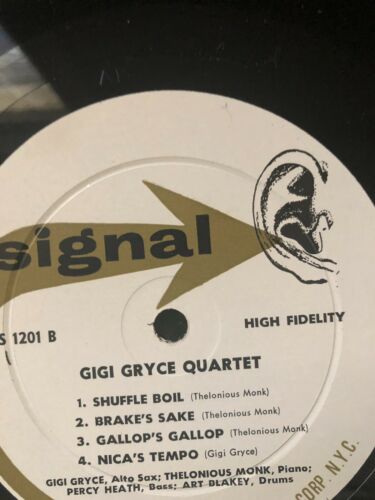 signal
S 1201 B
HIGH FIDELITY
GIGI GRYCE QUARTET
1. SHUFFLE BOIL (Thelonious Monk)
2. BRAKE'S SAKE (Thelonious Monk)
3. GALLOP'S GALLOP (Thelonious Monk)
4. NICA'S TEMPO (Gigi Gryce)
GIGI GRYCE, Alto Sax; THELONIOUS MONK, Piano;
PERCY HEATH, Bass; ART BLAKEY, Drums
CORP. N.Y.C.